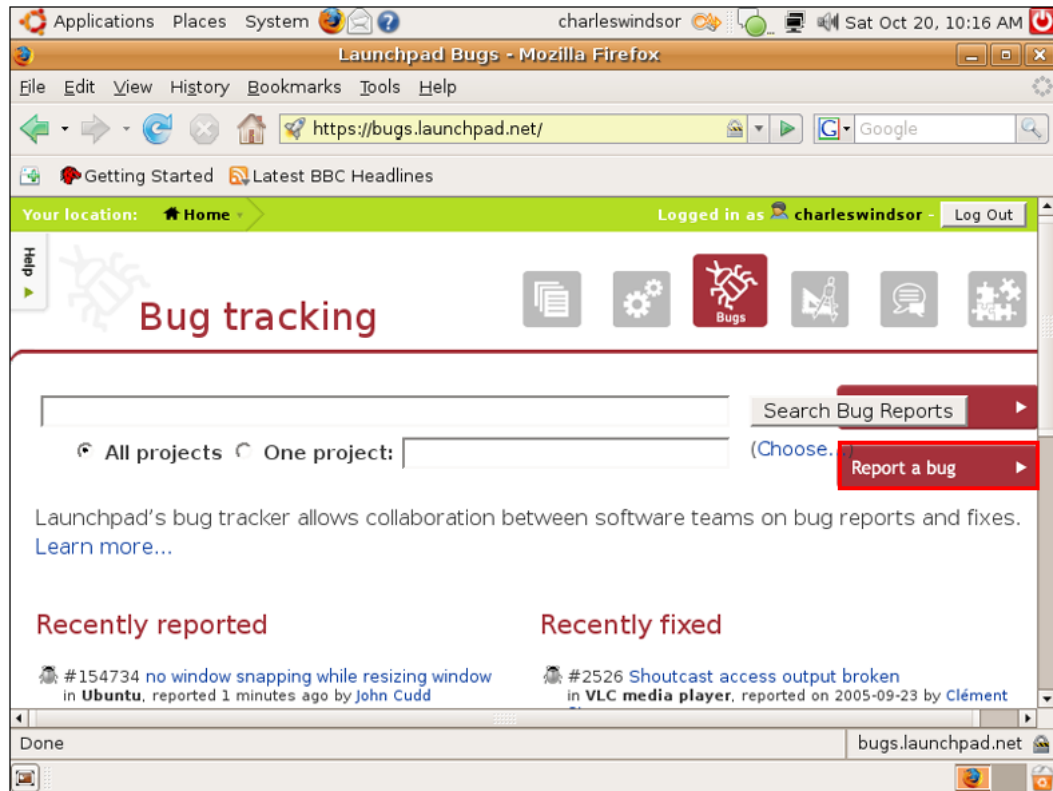 Applications Places System charleswindsor Sat Oct 20, 10:16 AM
Launchpad Bugs - Mozilla Firefox
File Edit View History Bookmarks Tools Help
https://bugs.launchpad.net/ G Google
Getting Started Latest BBC Headlines
Your location: Home Logged in as charleswindsor - Log Out
Help
Bug tracking
Bugs
Search Bug Reports
All projects One project: (Choose...)
Report a bug
Launchpad's bug tracker allows collaboration between software teams on bug reports and fixes.
Learn more...
Recently reported
#154734 no window snapping while resizing window
in Ubuntu, reported 1 minutes ago by John Cudd
Recently fixed
#2526 Shoutcast access output broken
in VLC media player, reported on 2005-09-23 by Clément
Done bugs.launchpad.net